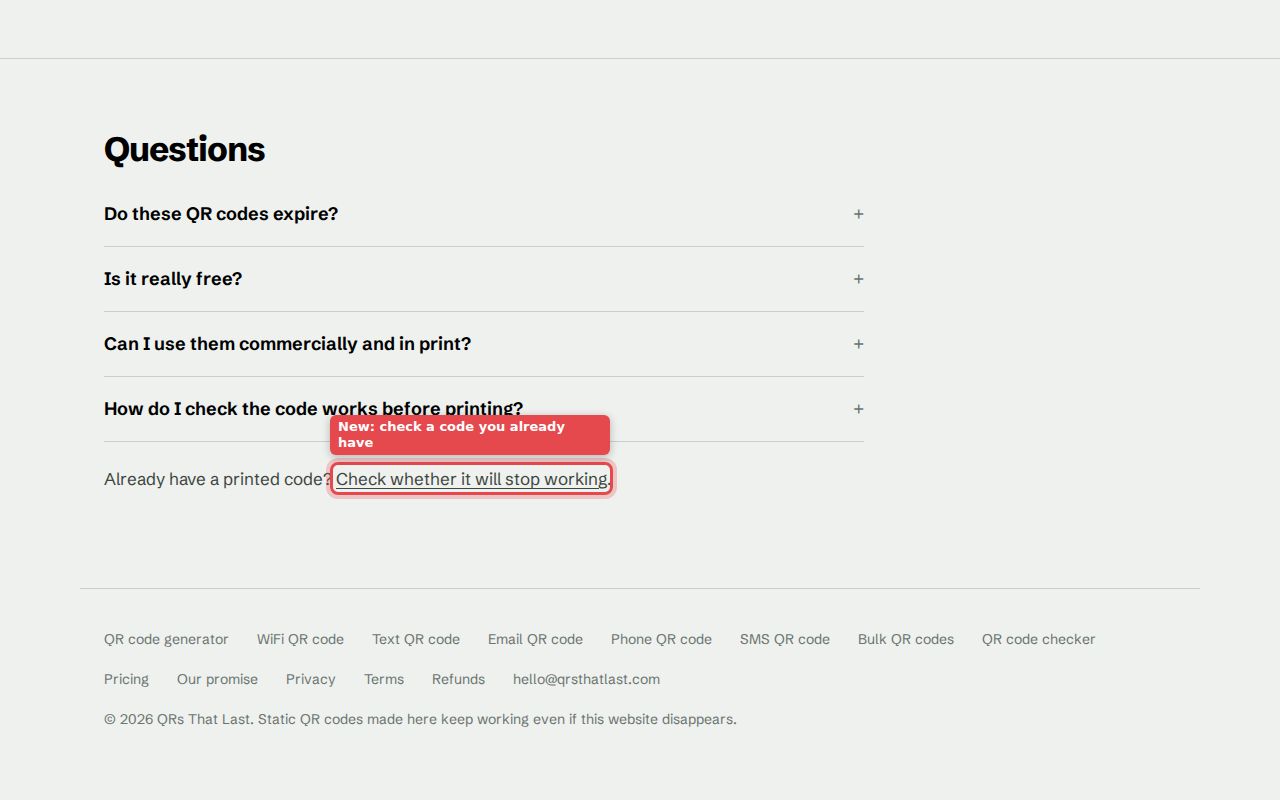 Questions
Do these QR codes expire? +
Is it really free? +
Can I use them commercially and in print? +
How do I check the code works before printing? +
New: check a code you already
have
Already have a printed code? Check whether it will stop working.
QR code generator WiFi QR code Text QR code Email QR code Phone QR code SMS QR code Bulk QR codes QR code checker
Pricing Our promise Privacy Terms Refunds hello@qrsthatlast.com
© 2026 QRs That Last. Static QR codes made here keep working even if this website disappears.